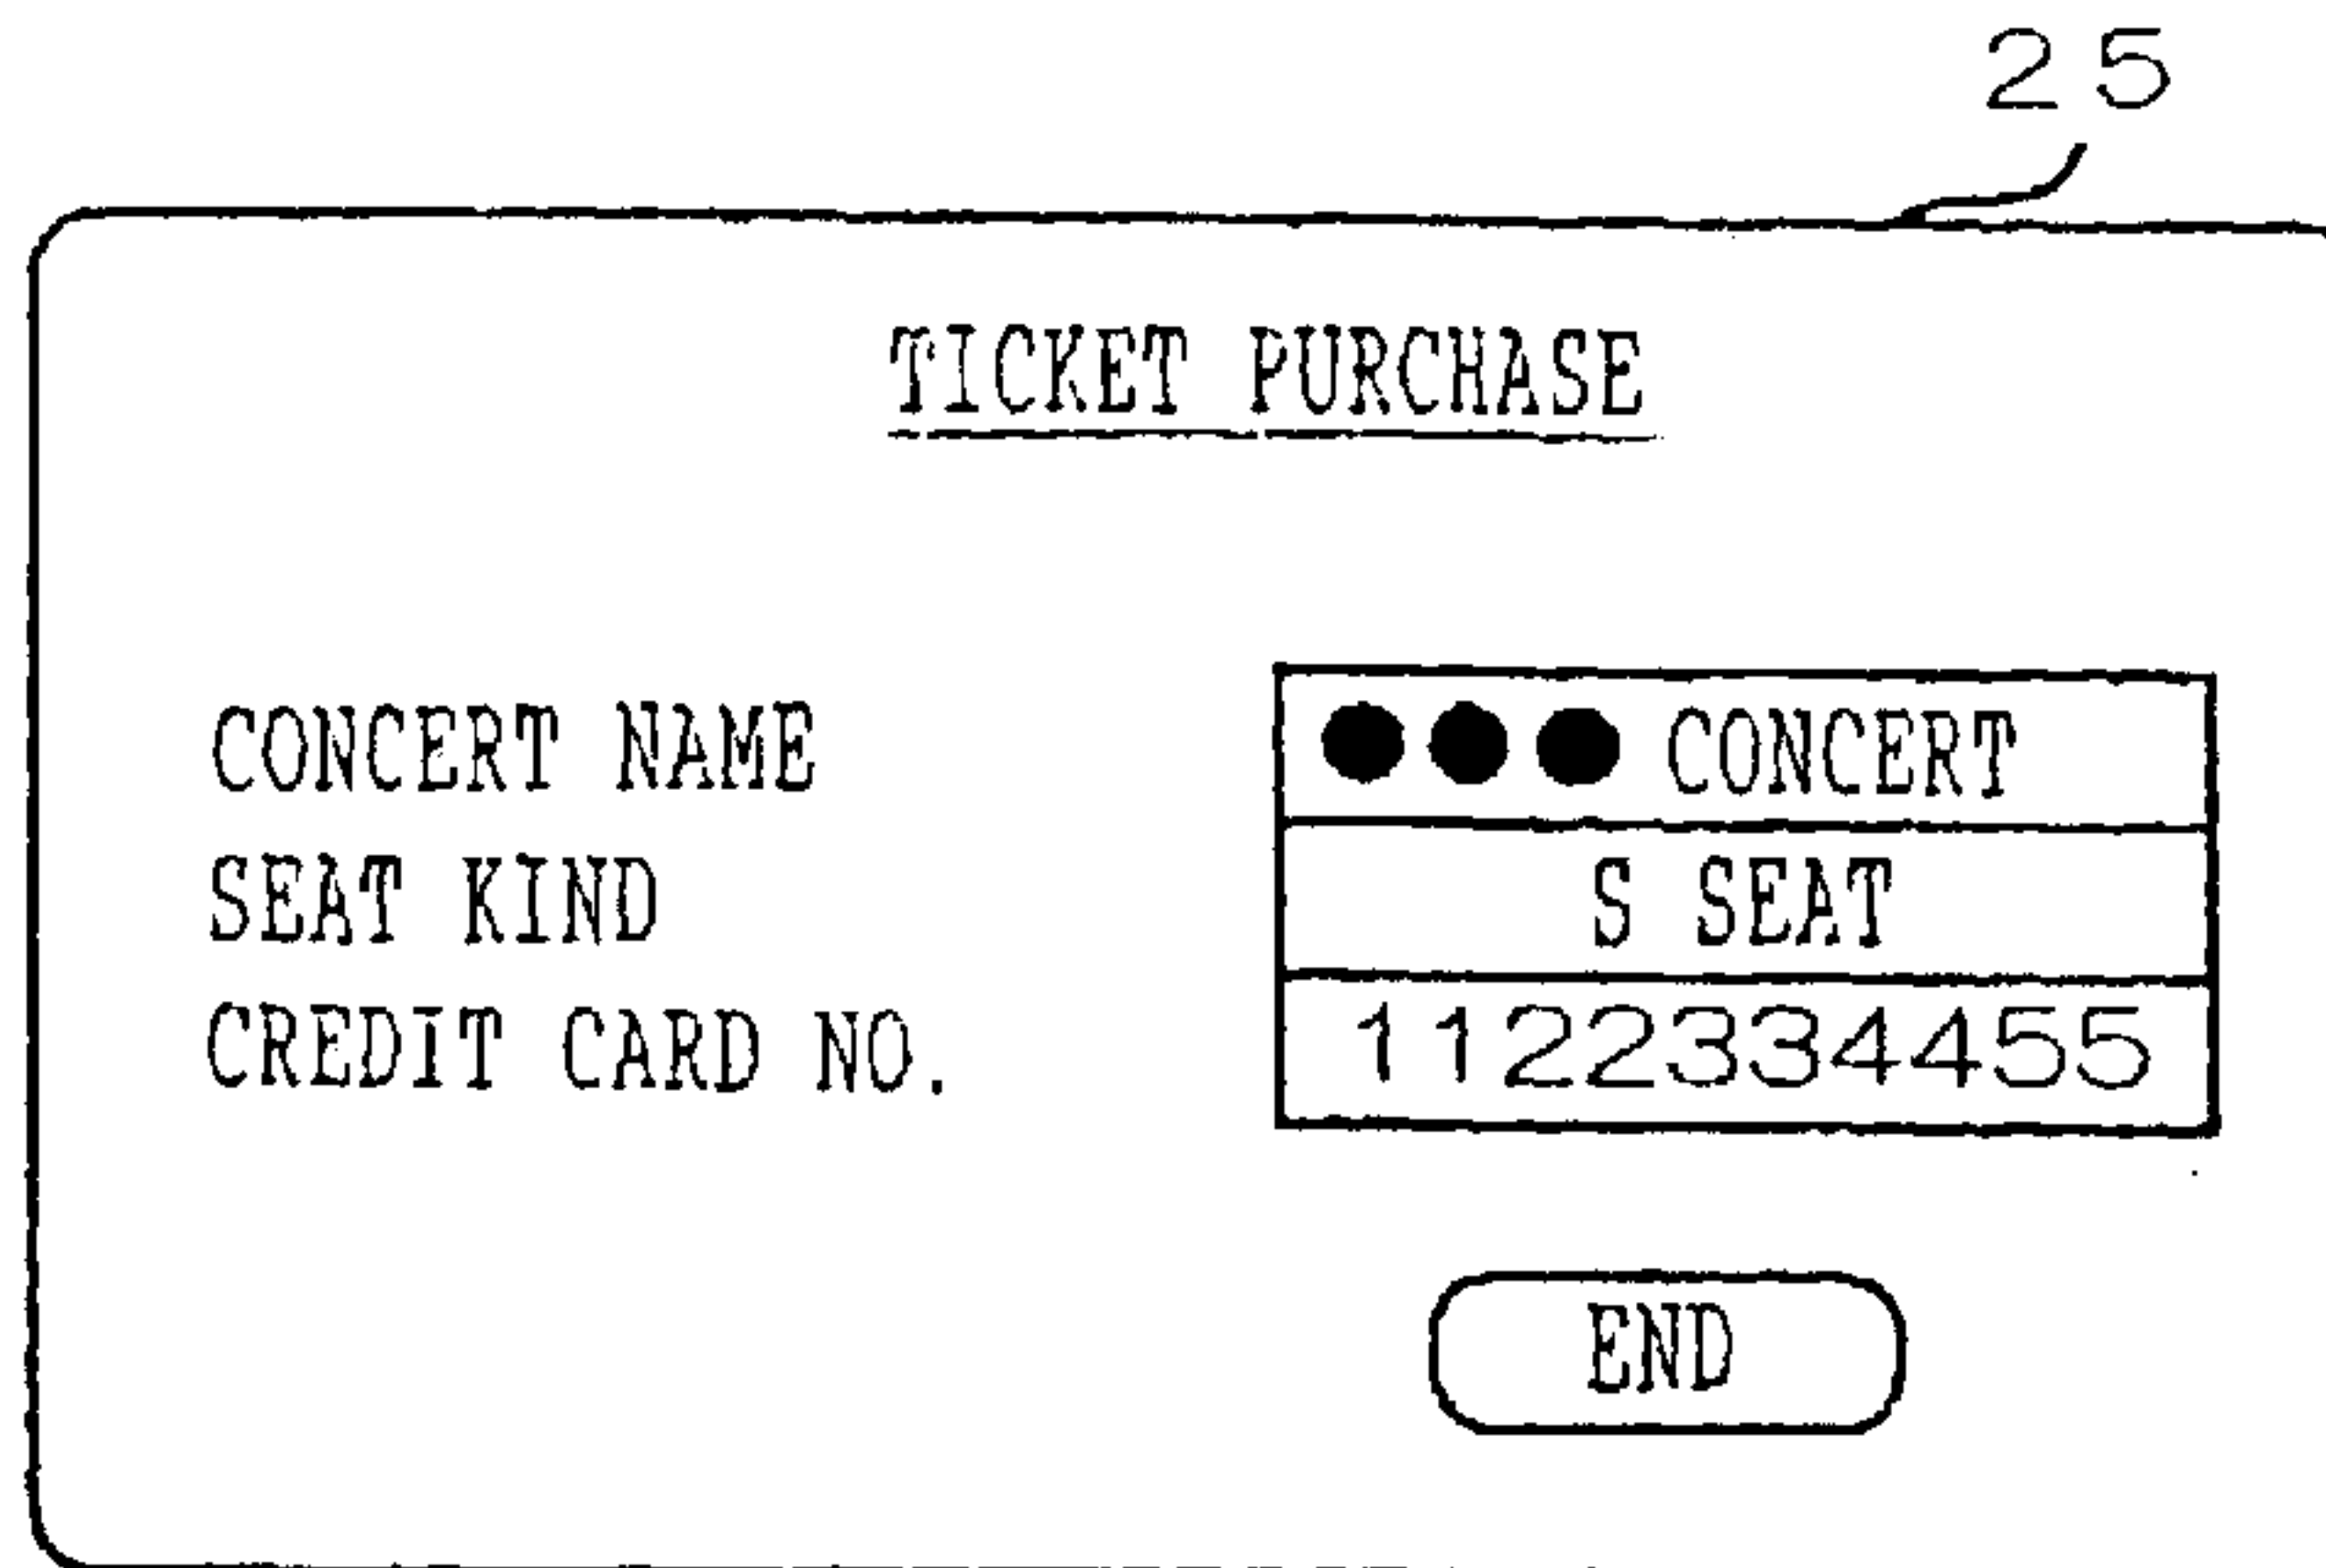 25
TICKET PURCHASE
CONCERT NAME ●●● CONCERT
SEAT KIND S SEAT
CREDIT CARD NO. 1122334455
END